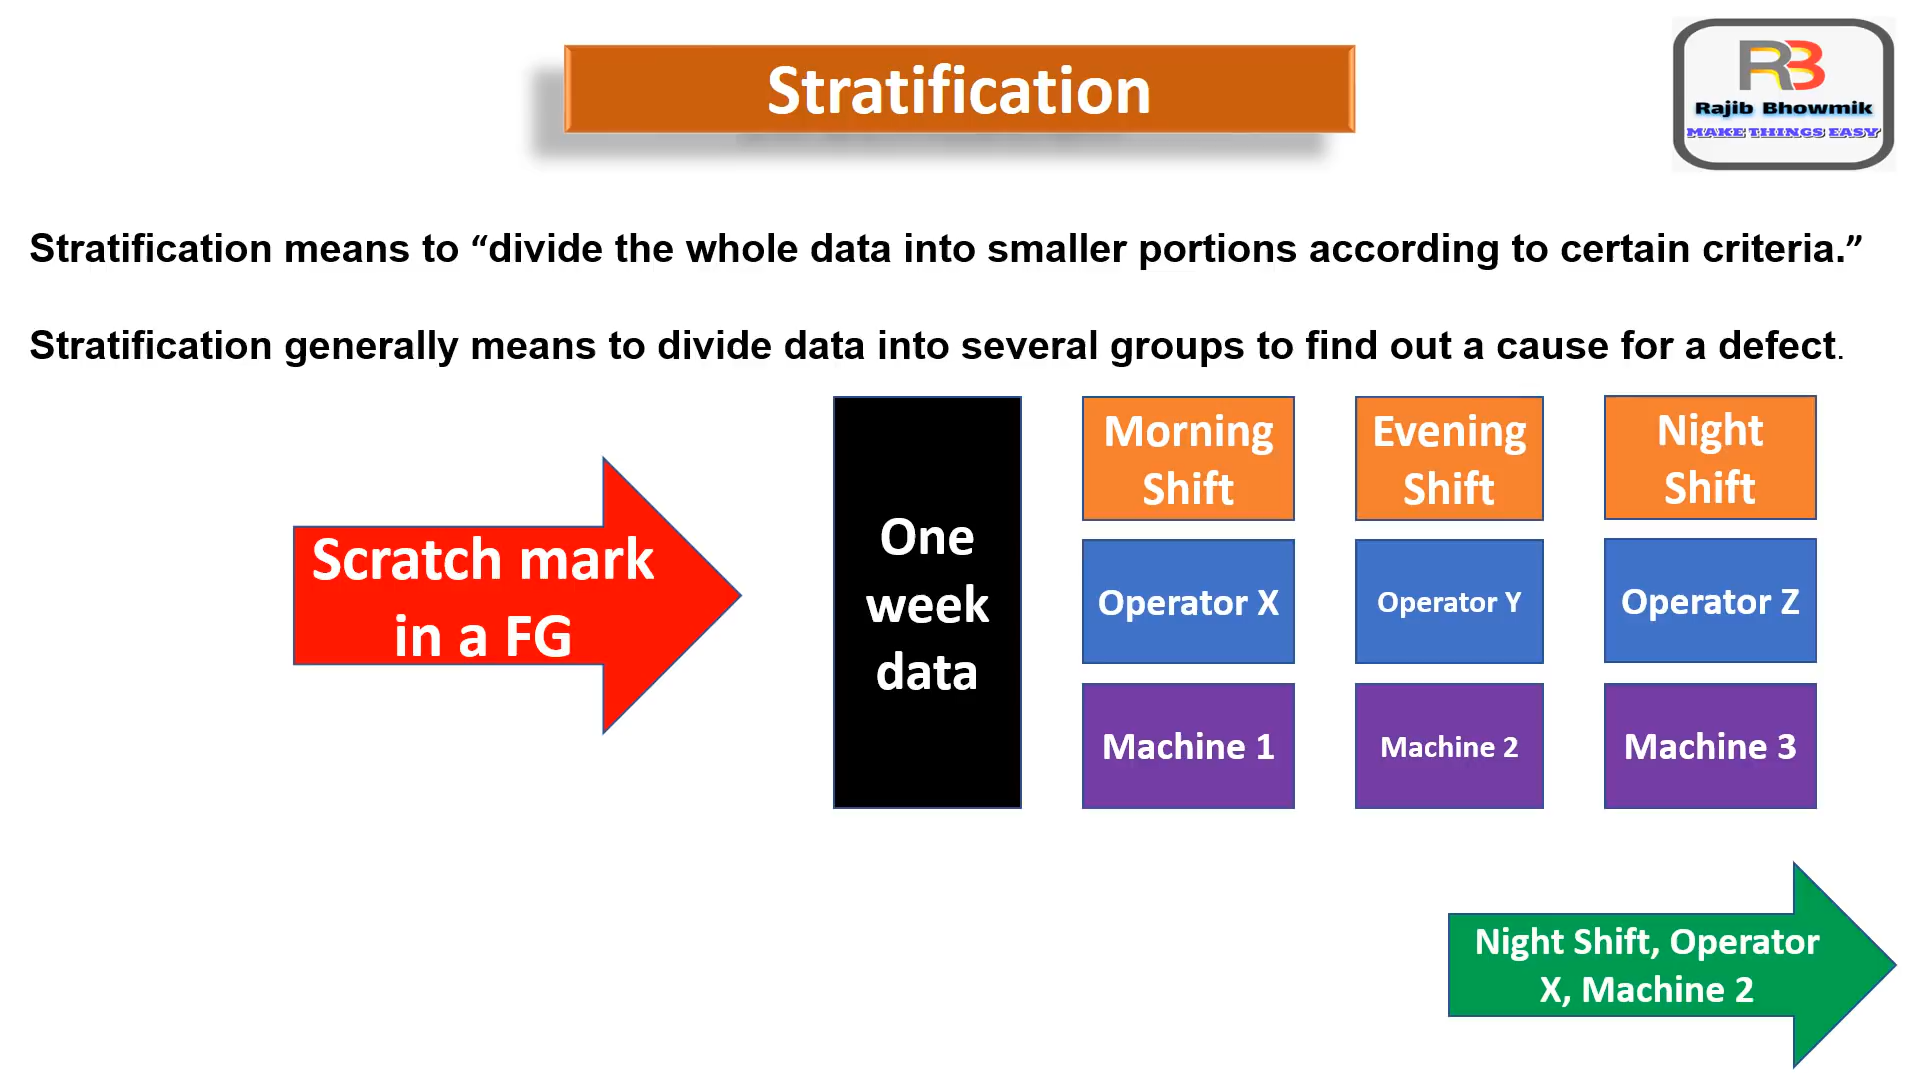 Stratification
RB
Rajib Bhowmik
MAKE THINGS EASY
Stratification means to “divide the whole data into smaller portions according to certain criteria.”
Stratification generally means to divide data into several groups to find out a cause for a defect.
Scratch mark
in a FG
One
week
data
Morning
Shift
Evening
Shift
Night
Shift
Operator X
Operator Y
Operator Z
Machine 1
Machine 2
Machine 3
Night Shift, Operator
X, Machine 2